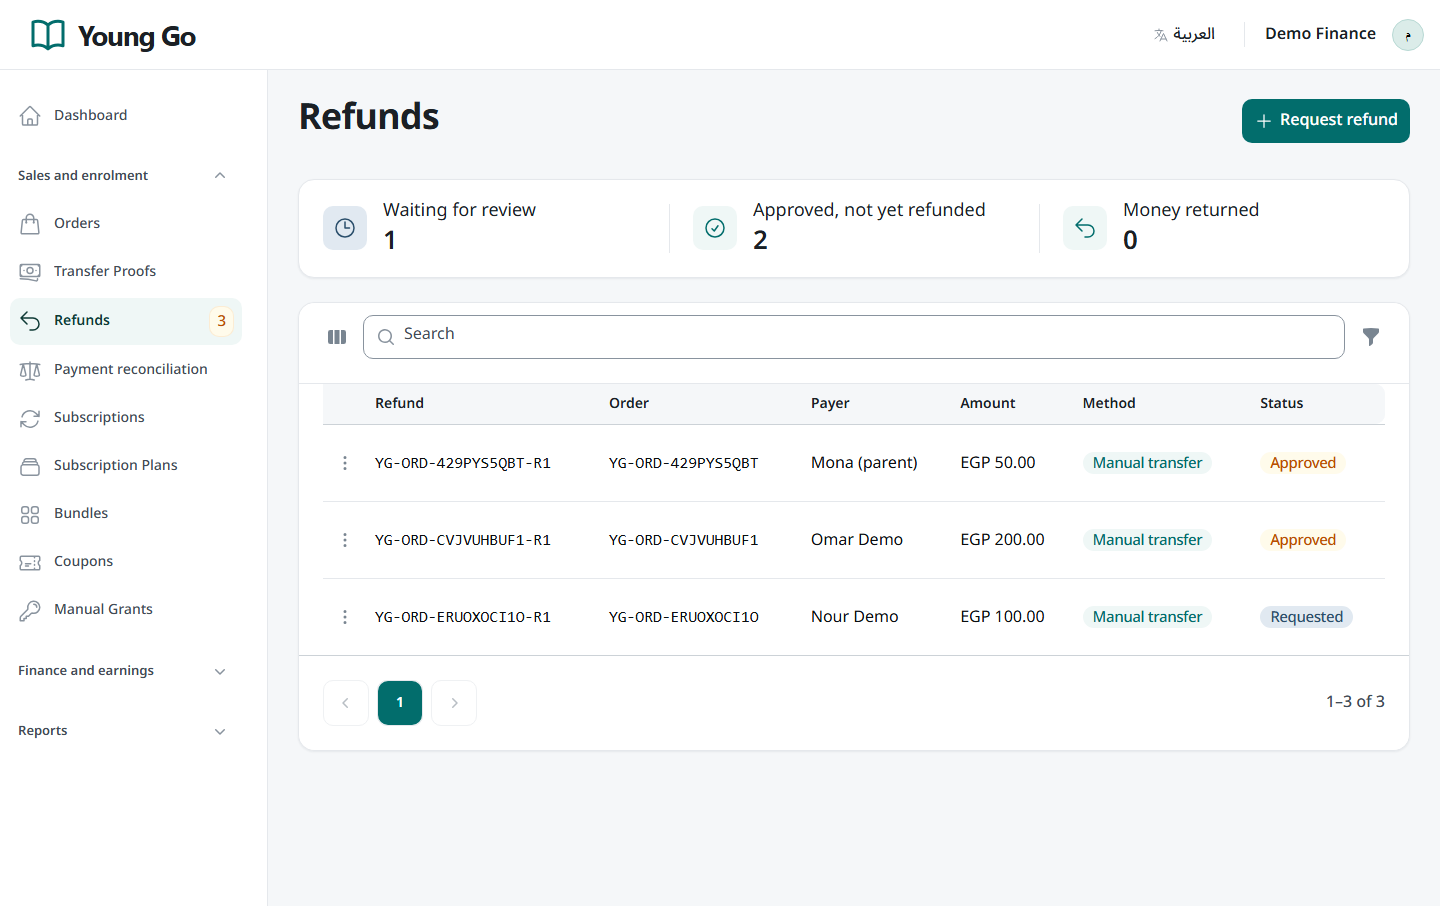 Young Go
العربية
Demo Finance
م
Dashboard
Sales and enrolment
Orders
Transfer Proofs
Refunds
3
Payment reconciliation
Subscriptions
Subscription Plans
Bundles
Coupons
Manual Grants
Finance and earnings
Reports
Refunds
Request refund
Waiting for review
1
Approved, not yet refunded
2
Money returned
0
Search
Refund Order Payer Amount Method Status
YG-ORD-429PYS5QBT-R1 YG-ORD-429PYS5QBT Mona (parent) EGP 50.00 Manual transfer Approved
YG-ORD-CVJVUHBUF1-R1 YG-ORD-CVJVUHBUF1 Omar Demo EGP 200.00 Manual transfer Approved
YG-ORD-ERUOXOCI1O-R1 YG-ORD-ERUOXOCI1O Nour Demo EGP 100.00 Manual transfer Requested
1
1–3 of 3